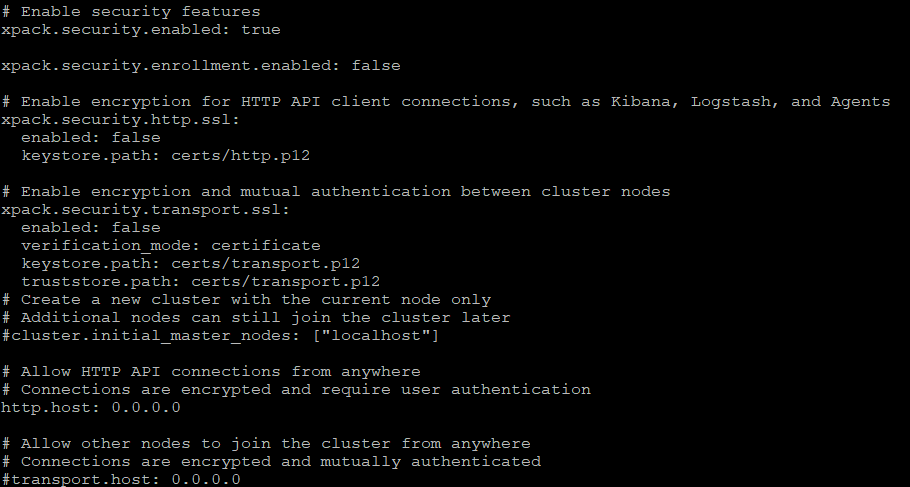 # Enable security features
xpack.security.enabled: true
xpack.security.enrollment.enabled: false
# Enable encryption for HTTP API client connections, such as Kibana, Logstash, and Agents
xpack.security.http.ssl:
  enabled: false
  keystore.path: certs/http.p12
# Enable encryption and mutual authentication between cluster nodes
xpack.security.transport.ssl:
  enabled: false
  verification_mode: certificate
  keystore.path: certs/transport.p12
  truststore.path: certs/transport.p12
# Create a new cluster with the current node only
# Additional nodes can still join the cluster later
#cluster.initial_master_nodes: ["localhost"]
# Allow HTTP API connections from anywhere
# Connections are encrypted and require user authentication
http.host: 0.0.0.0
# Allow other nodes to join the cluster from anywhere
# Connections are encrypted and mutually authenticated
#transport.host: 0.0.0.0